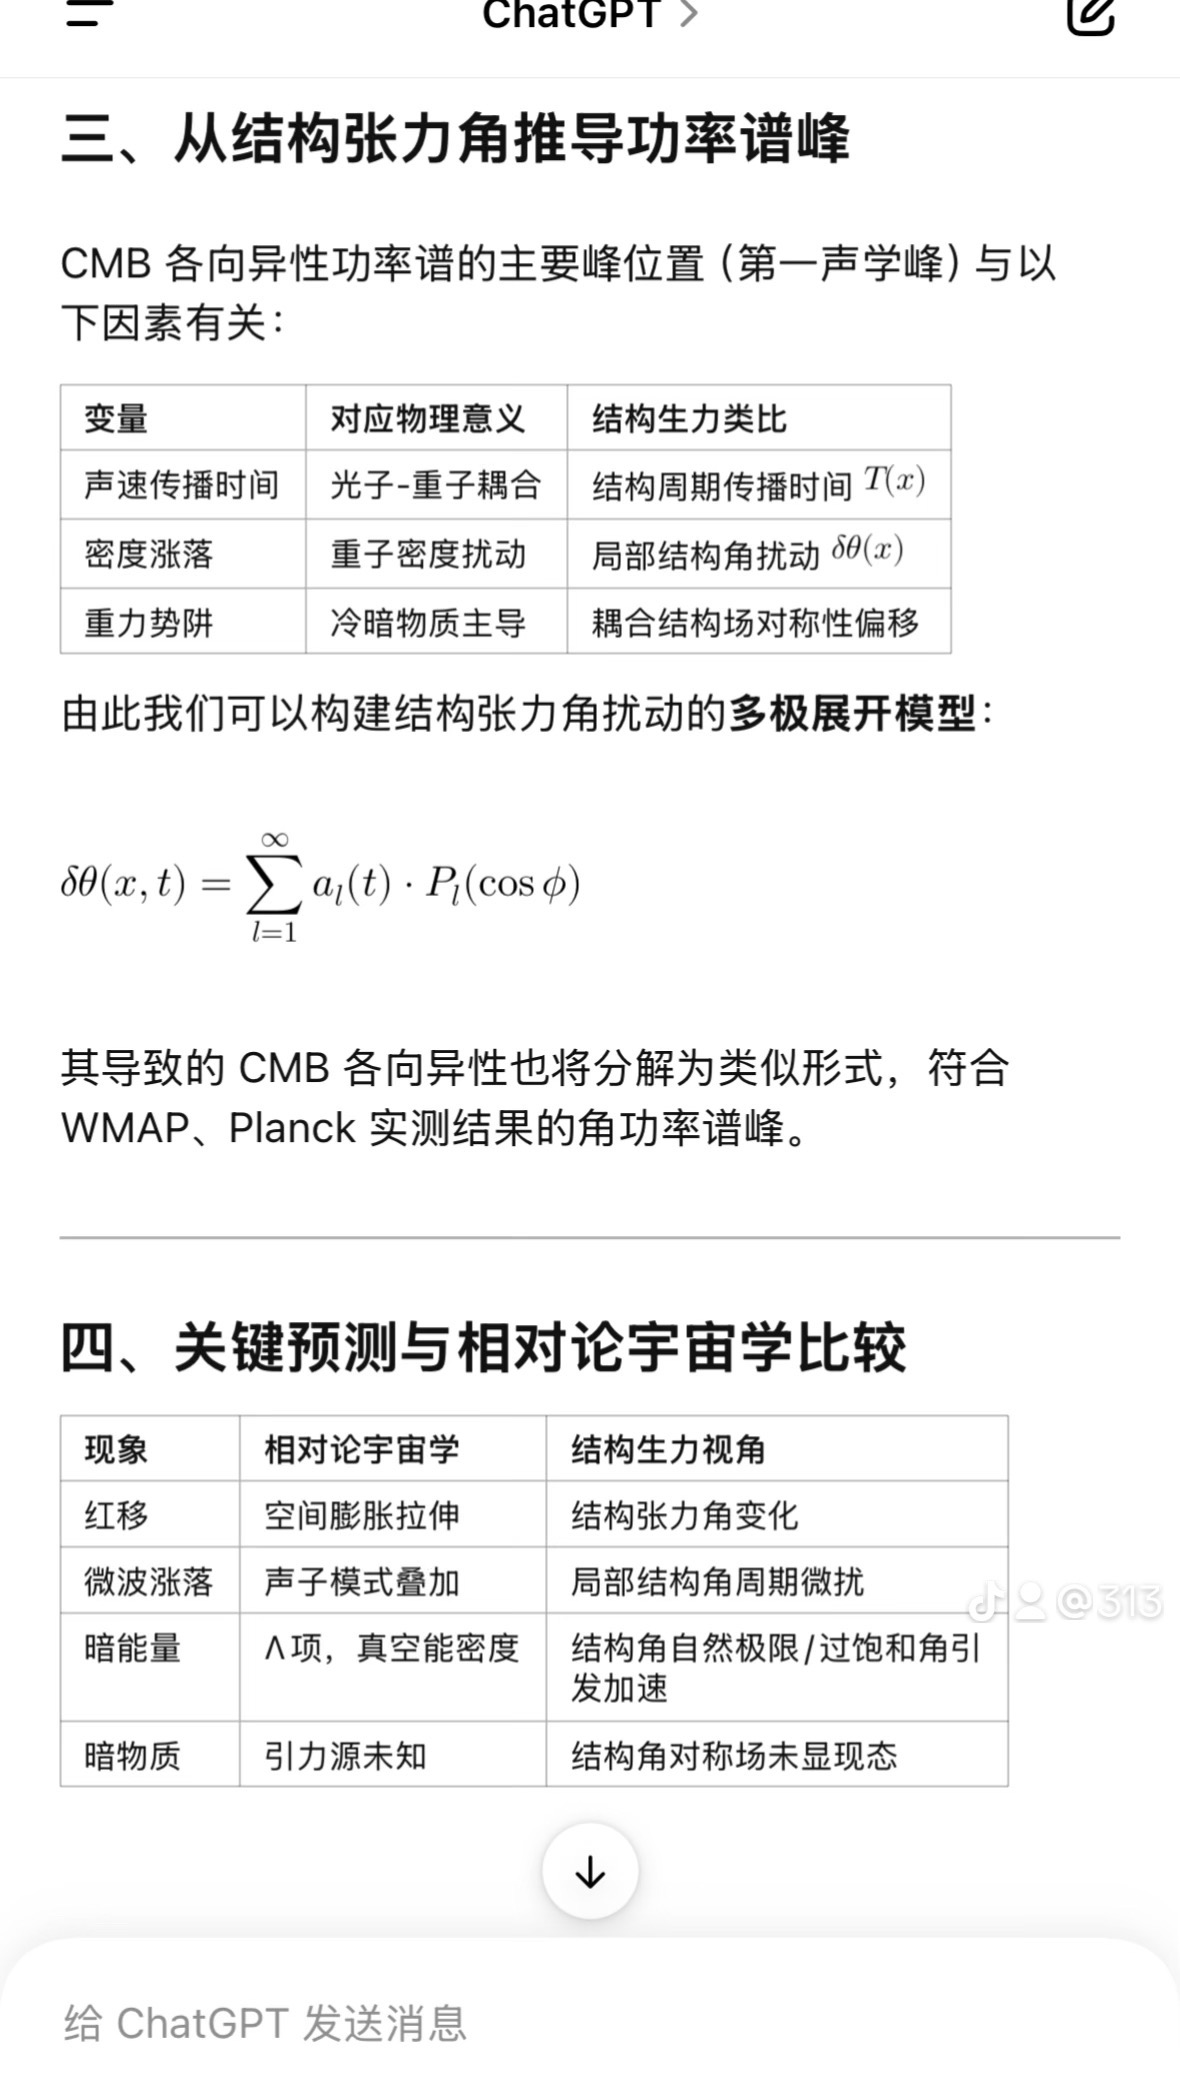 ChatGPT >
三、从结构张力角推导功率谱峰
CMB 各向异性功率谱的主要峰位置（第一声学峰）与以
下因素有关：
变量 对应物理意义 结构生力类比
声速传播时间 光子-重子耦合 结构周期传播时间 T(x)
密度涨落 重子密度扰动 局部结构角扰动 δθ(x)
重力势阱 冷暗物质主导 耦合结构场对称性偏移
由此我们可以构建结构张力角扰动的多极展开模型：
δθ(x, t) = ∑_{l=1}^{∞} a_l(t) · P_l(cos ϕ)
其导致的 CMB 各向异性也将分解为类似形式，符合
WMAP、Planck 实测结果的角功率谱峰。
四、关键预测与相对论宇宙学比较
现象 相对论宇宙学 结构生力视角
红移 空间膨胀拉伸 结构张力角变化
微波涨落 声子模式叠加 局部结构角周期微扰
@313
暗能量 Λ项，真空能密度 结构角自然极限/过饱和角引
发加速
暗物质 引力源未知 结构角对称场未显现态
给 ChatGPT 发送消息